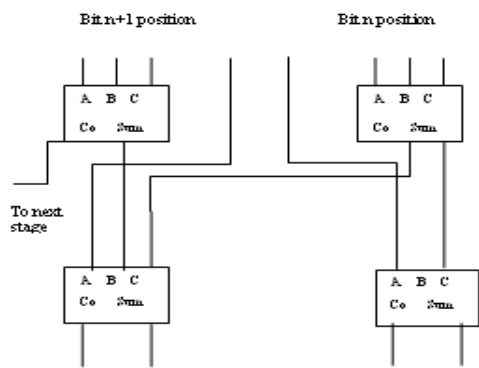 Bit n+1 position
Bit n position
A B C
Co Sum
A B C
Co Sum
To next
stage
A B C
Co Sum
A B C
Co Sum